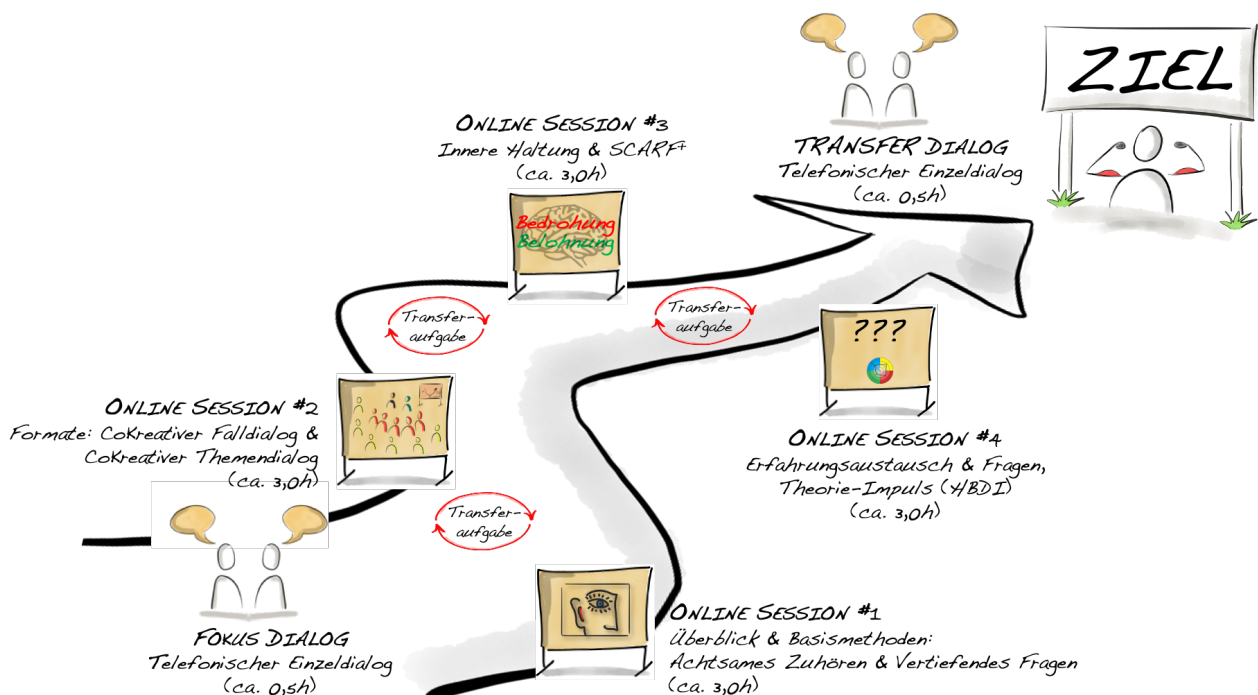 FOKUS DIALOG
Telefonischer Einzeldialog
(ca. 0,5h)
ONLINE SESSION #1
Überblick & Basismethoden:
Achtsames Zuhören & Vertiefendes Fragen
(ca. 3,0h)
Transfer-
aufgabe
ONLINE SESSION #2
Formate: CoKreativer Falldialog &
CoKreativer Themendialog
(ca. 3,0h)
Transfer-
aufgabe
ONLINE SESSION #3
Innere Haltung & SCARF+
(ca. 3,0h)
Bedrohung
Belohnung
Transfer-
aufgabe
???
ONLINE SESSION #4
Erfahrungsaustausch & Fragen,
Theorie-Impuls (HBDI)
(ca. 3,0h)
TRANSFER DIALOG
Telefonischer Einzeldialog
(ca. 0,5h)
ZIEL